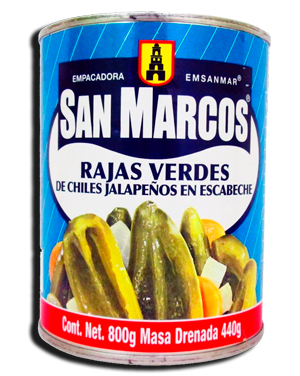 EMPACADORA EMSANMAR®
SAN MARCOS®
RAJAS VERDES
DE CHILES JALAPEÑOS EN ESCABECHE
Cont. Net. 800g Masa Drenada 440g